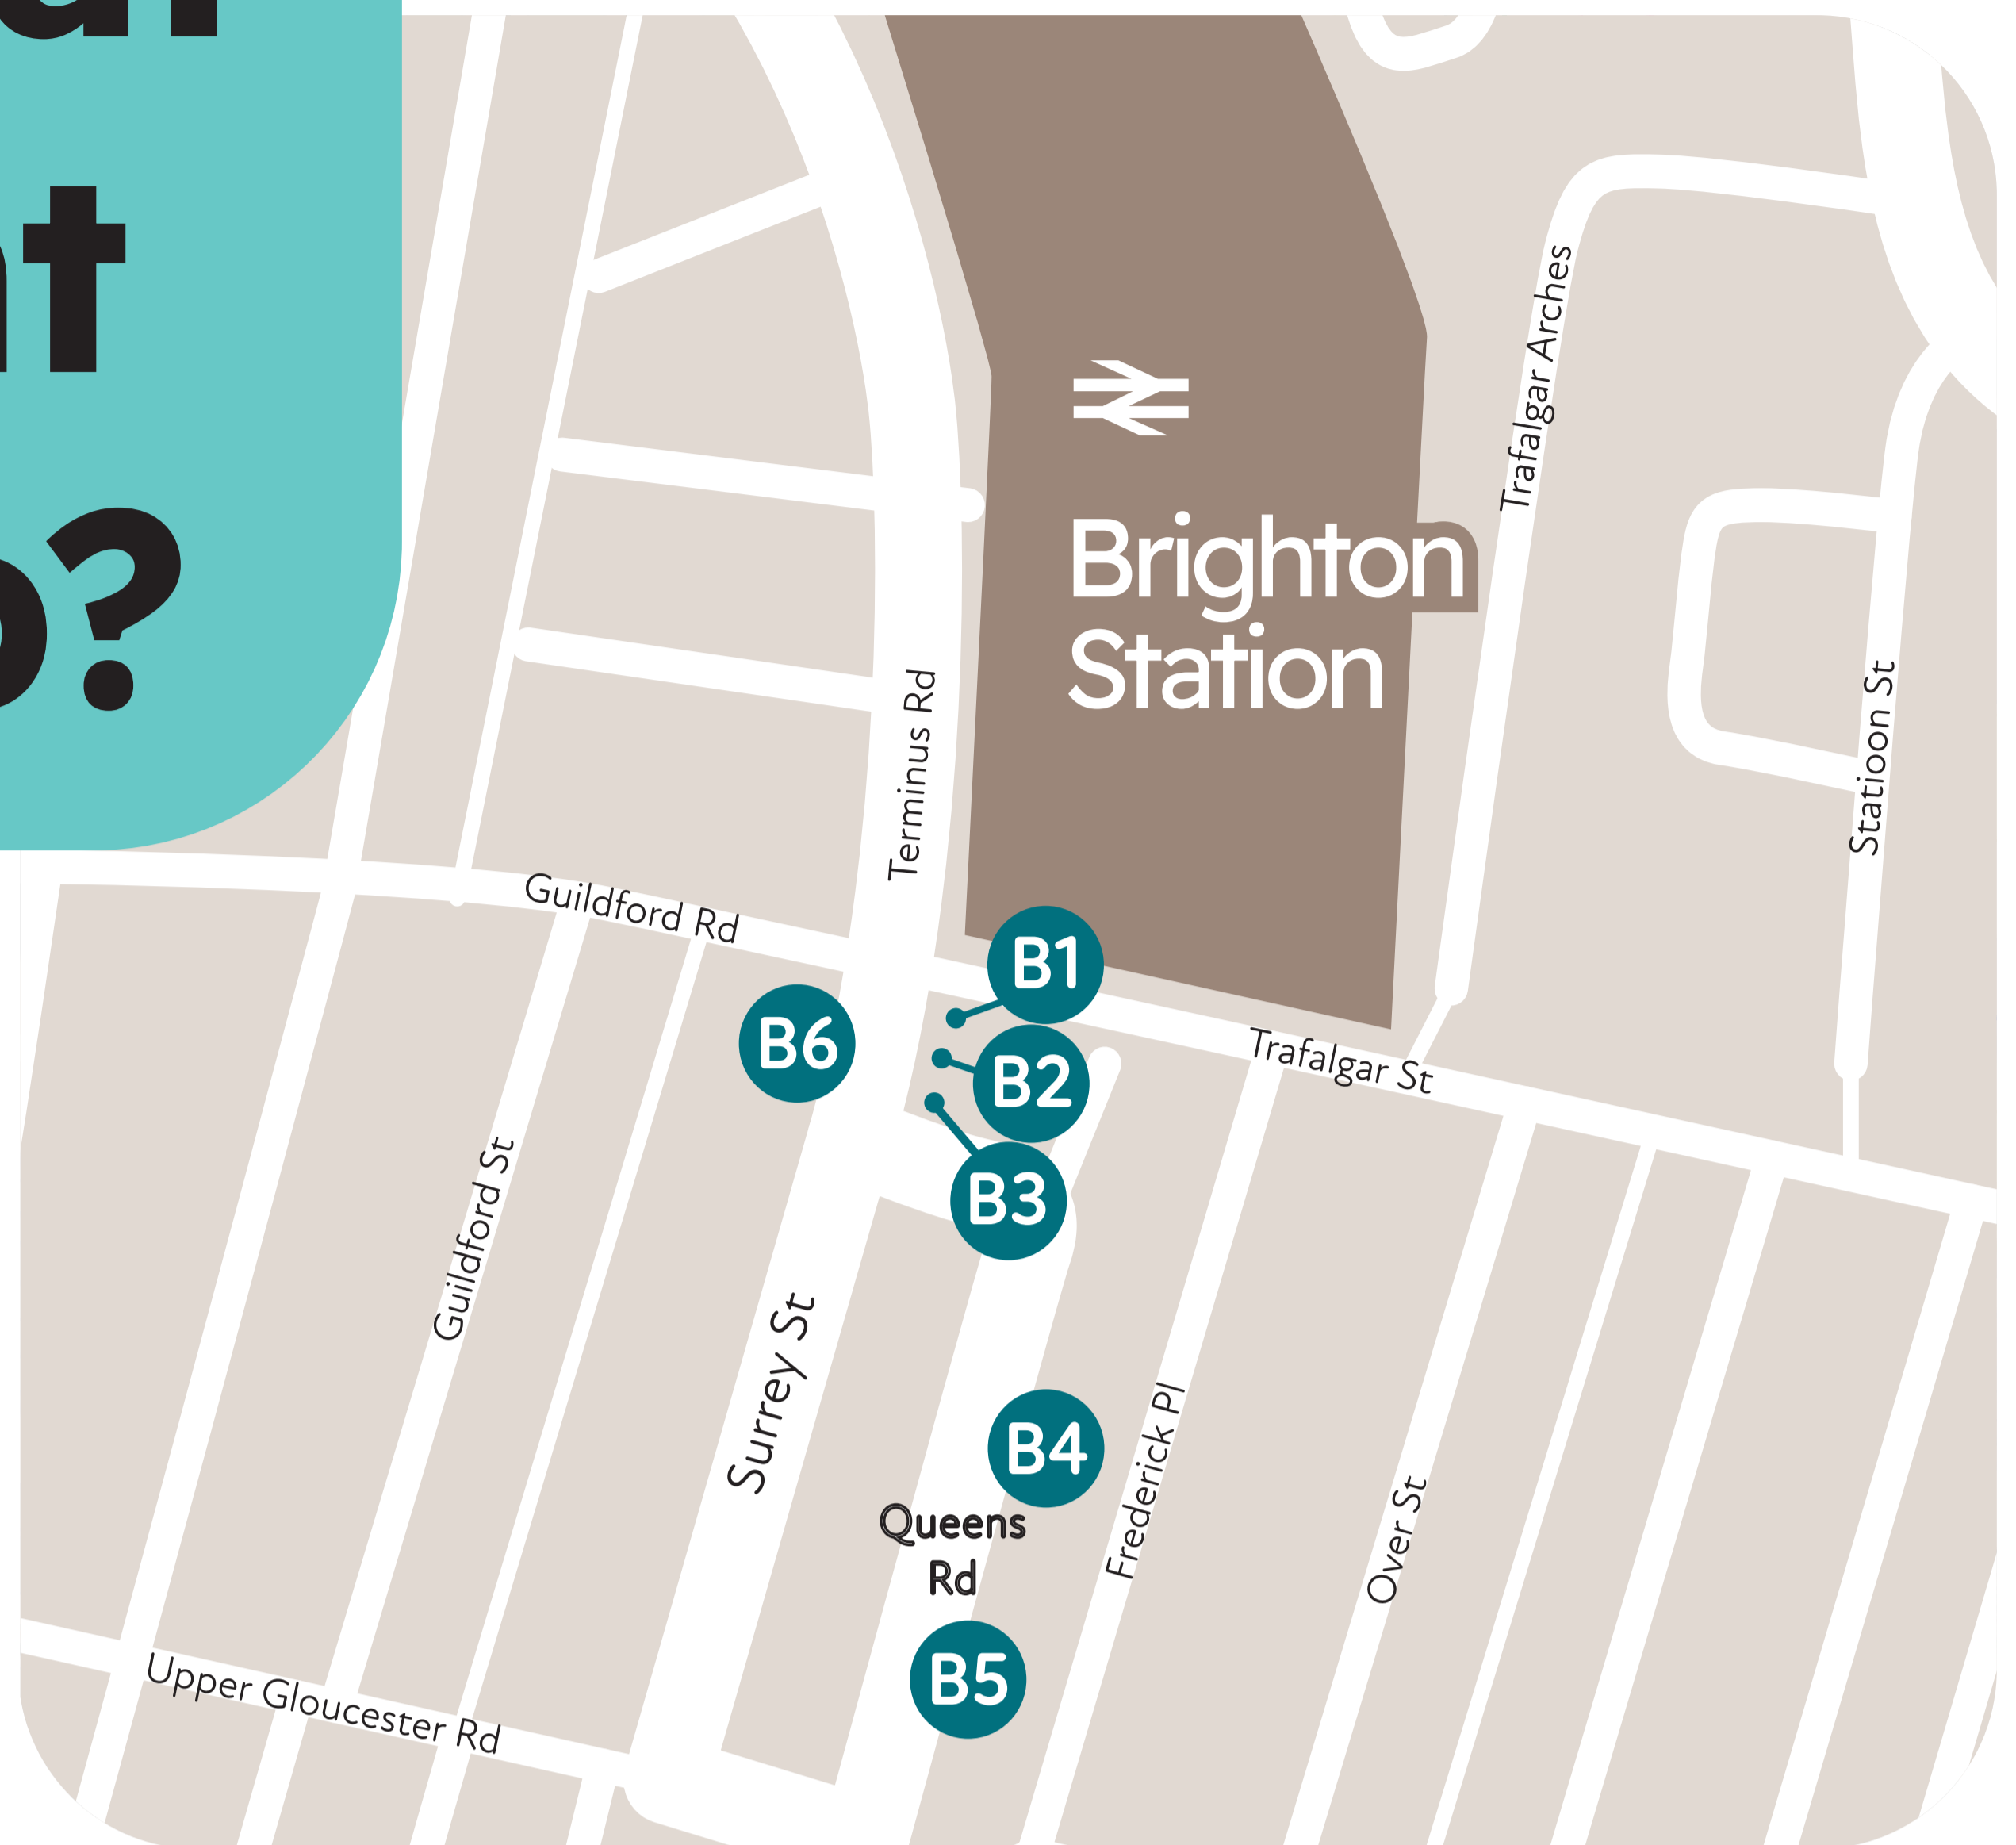 Brighton
Station
Trafalgar Arches
Station St
Terminus Rd
Guildford Rd
B1
B6
B2
Trafalgar St
B3
Guildford St
Surrey St
B4
Frederick Pl
Queens
Rd
Over St
B5
Upper Gloucester Rd